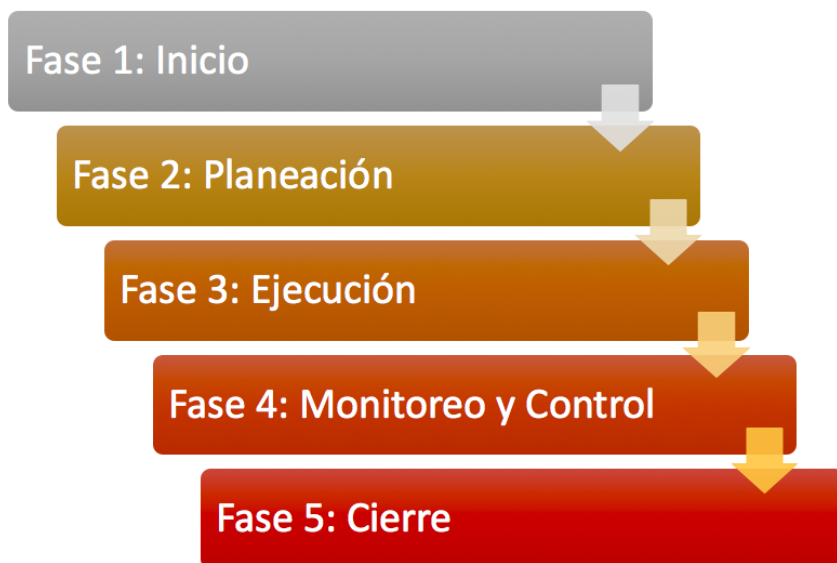 Fase 1: Inicio
Fase 2: Planeación
Fase 3: Ejecución
Fase 4: Monitoreo y Control
Fase 5: Cierre